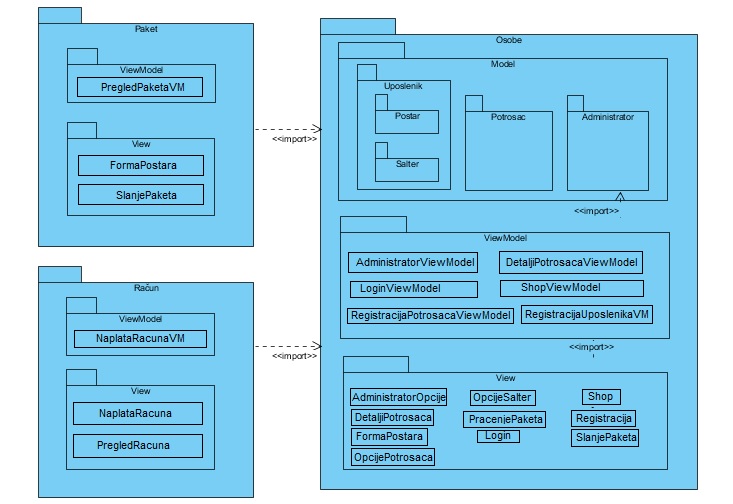 Paket
ViewModel
PregledPaketaVM
View
FormaPostara
SlanjePaketa
<<import>>
Račun
ViewModel
NaplataRacunaVM
View
NaplataRacuna
PregledRacuna
<<import>>
Osobe
Model
Uposlenik
Postar
Salter
Potrosac
Administrator
<<import>>
ViewModel
AdministratorViewModel
DetaljiPotrosacaViewModel
LoginViewModel
ShopViewModel
RegistracijaPotrosacaViewModel
RegistracijaUposlenikaVM
<<import>>
View
AdministratorOpcije
OpcijeSalter
Shop
DetaljiPotrosaca
PracenjePaketa
Registracija
FormaPostara
Login
SlanjePaketa
OpcijePotrosaca